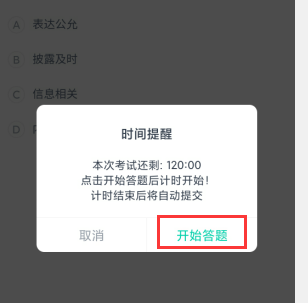 A 表达公允
B 披露及时
C 信息相关
D
时间提醒
本次考试还剩: 120:00
点击开始答题后计时开始!
计时结束后将自动提交
取消 开始答题